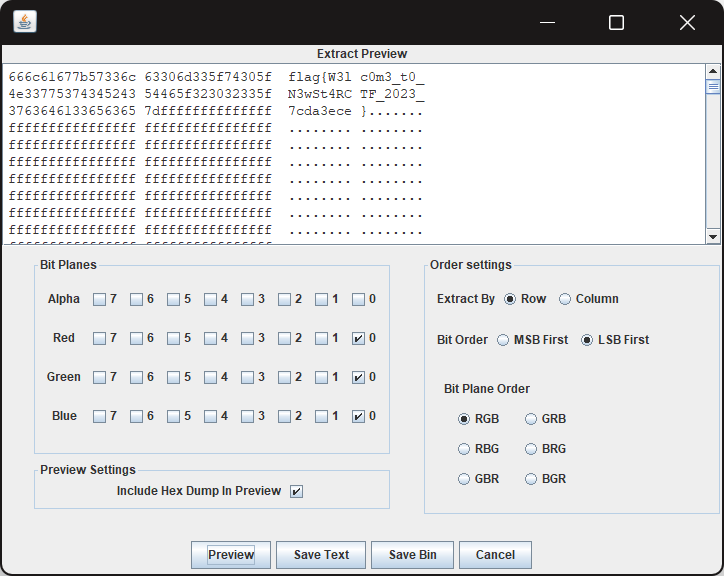 Extract Preview
666c61677b57336c 63306d335f74305f flag{W3l c0m3_t0_
4e33775374345243 54465f323032335f N3wSt4RC TF_2023_
3763646133656365 7dffffffffffffff 7cda3ece }.......
ffffffffffffffff ffffffffffffffff ........ ........
ffffffffffffffff ffffffffffffffff ........ ........
ffffffffffffffff ffffffffffffffff ........ ........
ffffffffffffffff ffffffffffffffff ........ ........
ffffffffffffffff ffffffffffffffff ........ ........
ffffffffffffffff ffffffffffffffff ........ ........
ffffffffffffffff ffffffffffffffff ........ ........
Bit Planes
Alpha 7 6 5 4 3 2 1 0
Red 7 6 5 4 3 2 1 0
Green 7 6 5 4 3 2 1 0
Blue 7 6 5 4 3 2 1 0
Preview Settings
Include Hex Dump In Preview
Order settings
Extract By Row Column
Bit Order MSB First LSB First
Bit Plane Order
RGB GRB
RBG BRG
GBR BGR
Preview Save Text Save Bin Cancel